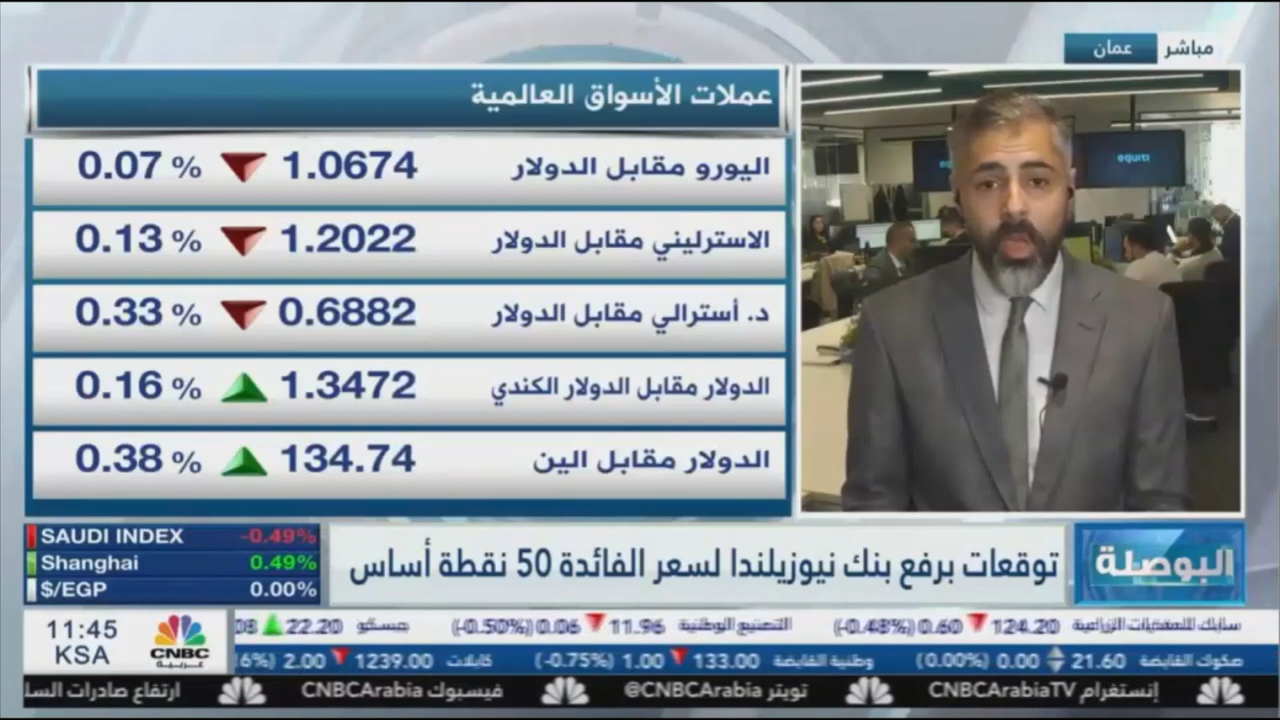 مباشر عمان
عملات الأسواق العالمية
اليورو مقابل الدولار 1.0674 0.07 %
الاسترليني مقابل الدولار 1.2022 0.13 %
د. أسترالي مقابل الدولار 0.6882 0.33 %
الدولار مقابل الدولار الكندي 1.3472 0.16 %
الدولار مقابل الين 134.74 0.38 %
equiti
البوصلة
توقعات برفع بنك نيوزيلندا لسعر الفائدة 50 نقطة أساس
SAUDI INDEX -0.49%
Shanghai 0.49%
$/EGP 0.00%
سابك للمغذيات الزراعية 124.20 0.60 (-0.48%) التصنيع الوطنية 11.96 0.06 (-0.50%) جبسكو 22.20
صكوك القابضة 21.60 0.00 (0.00%) وطنية القابضة 133.00 1.00 (-0.75%) كابلات 1239.00 2.00
11:45
KSA
CNBC
عربية
إنستغرام CNBCArabiaTV تويتر @CNBCArabia فيسبوك CNBCArabia ارتفاع صادرات